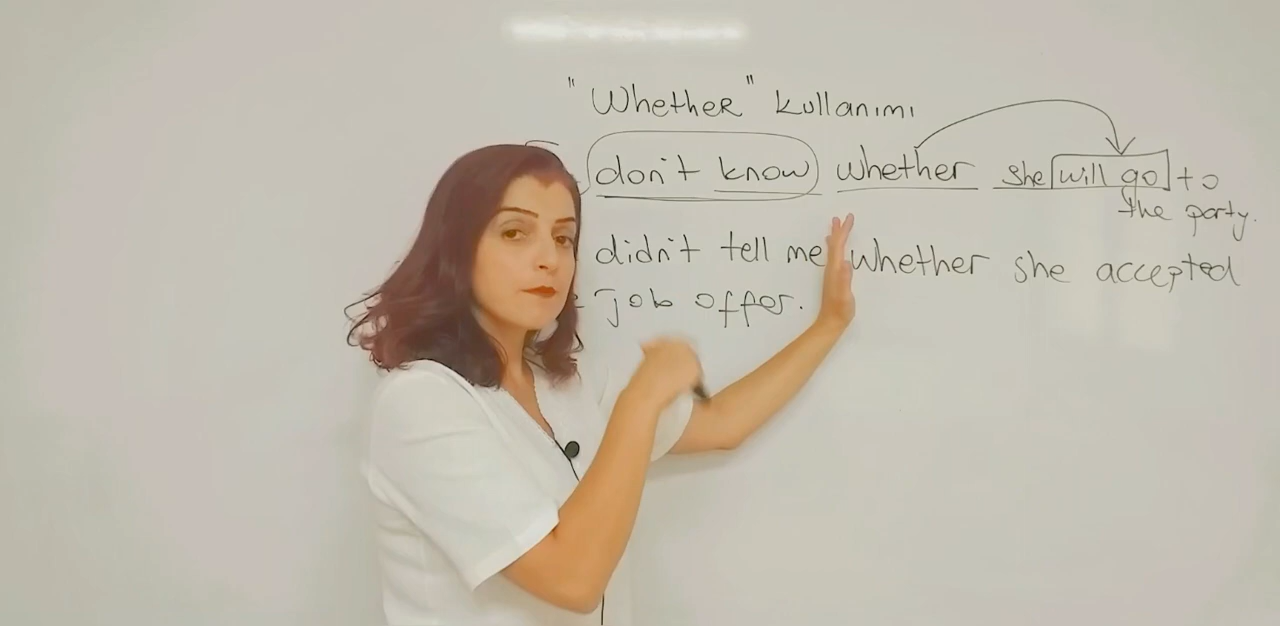 "Whether" kullanımı
don't know whether she will go to
the party.
didn't tell me whether she accepted
job offer.